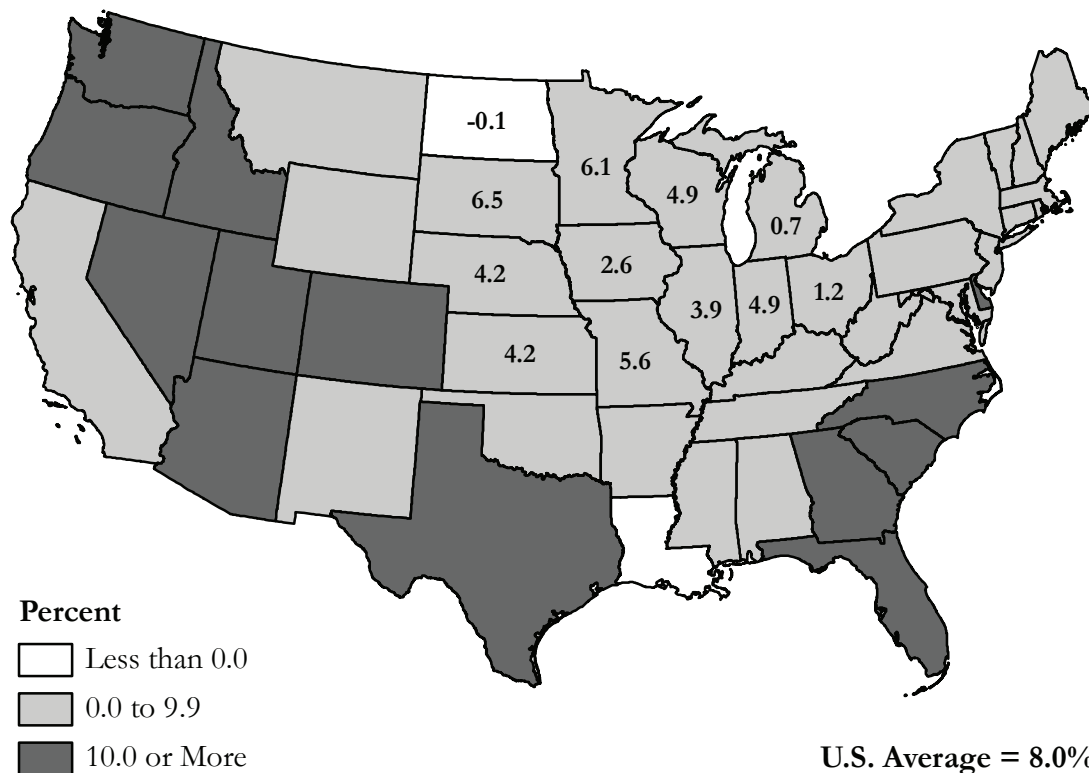 -0.1
6.1
6.5
4.9
0.7
4.2
2.6
3.9
4.9
1.2
4.2
5.6
Percent
Less than 0.0
0.0 to 9.9
10.0 or More
U.S. Average = 8.0%